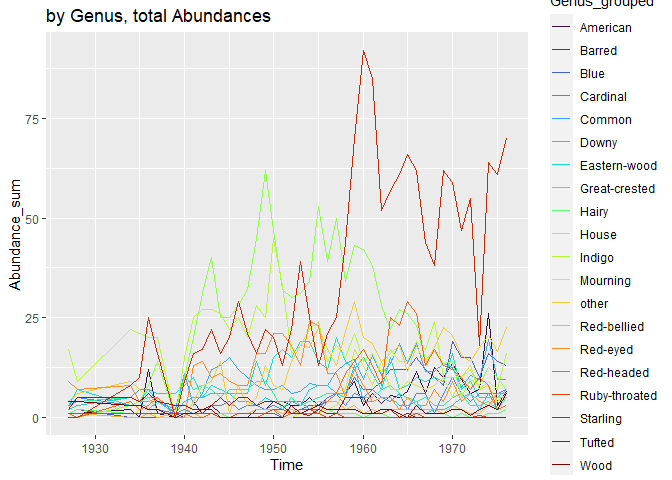 by Genus, total Abundances
Genus_grouped
American
Barred
Blue
Cardinal
Common
Downy
Eastern-wood
Great-crested
Hairy
House
Indigo
Mourning
other
Red-bellied
Red-eyed
Red-headed
Ruby-throated
Starling
Tufted
Wood
Abundance_sum
75
50
25
0
1930 1940 1950 1960 1970
Time